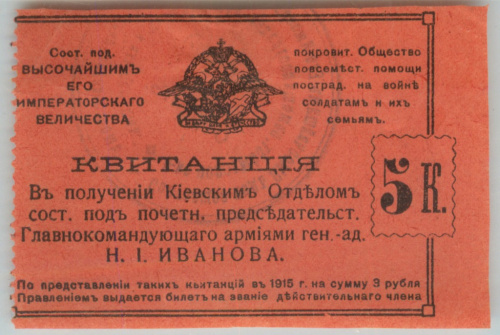 Сост. под.
ВЫСОЧАЙШИМЪ
ЕГО
ИМПЕРАТОРСКАГО
ВЕЛИЧЕСТВА
покровит. Общество
повсемѣст. помощи
пострад. на войнѣ
солдатамъ и ихъ
семьямъ.
КВИТАНЦІЯ
Въ полученіи Кіевскимъ Отдѣломъ
сост. подъ почетн. предсѣдательст.
Главнокомандующаго арміями ген.-ад.
Н. І. ИВАНОВА.
5 К.
По представленіи такихъ квитанцій въ 1915 г. на сумму 3 рубля
Правленіемъ выдается билетъ на званіе дѣйствительнаго члена